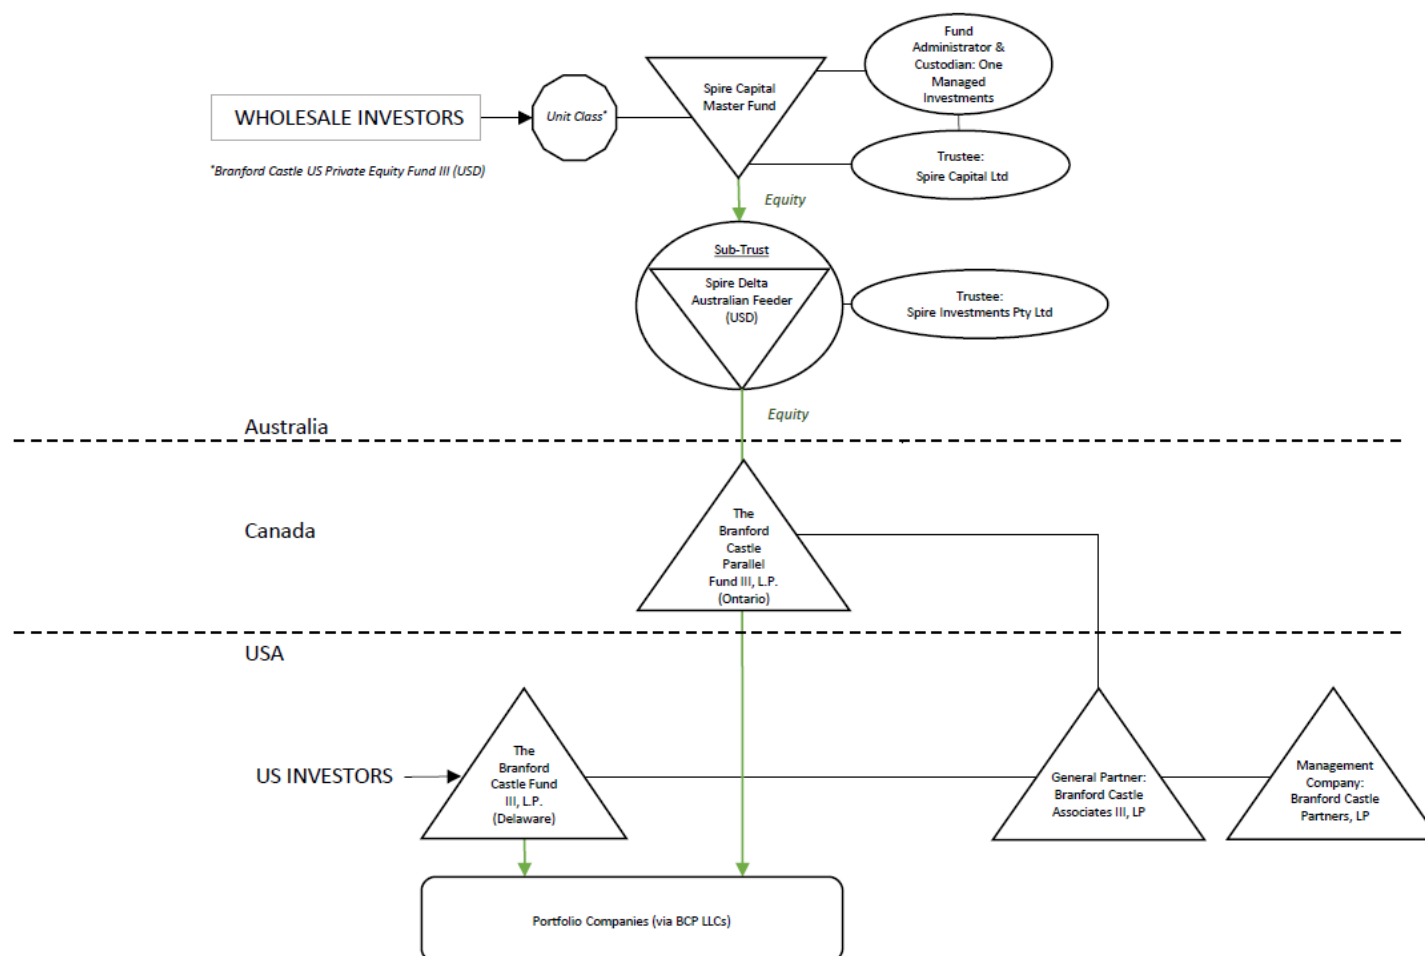 Fund
Administrator &
Custodian: One
Managed
Investments
Spire Capital
Master Fund
WHOLESALE INVESTORS
Unit Class*
*Branford Castle US Private Equity Fund III (USD)
Trustee:
Spire Capital Ltd
Equity
Sub-Trust
Spire Delta
Australian Feeder
(USD)
Trustee:
Spire Investments Pty Ltd
Equity
Australia
Canada
The
Branford
Castle
Parallel
Fund III, L.P.
(Ontario)
USA
US INVESTORS
The
Branford
Castle Fund
III, L.P.
(Delaware)
General Partner:
Branford Castle
Associates III, LP
Management
Company:
Branford Castle
Partners, LP
Portfolio Companies (via BCP LLCs)